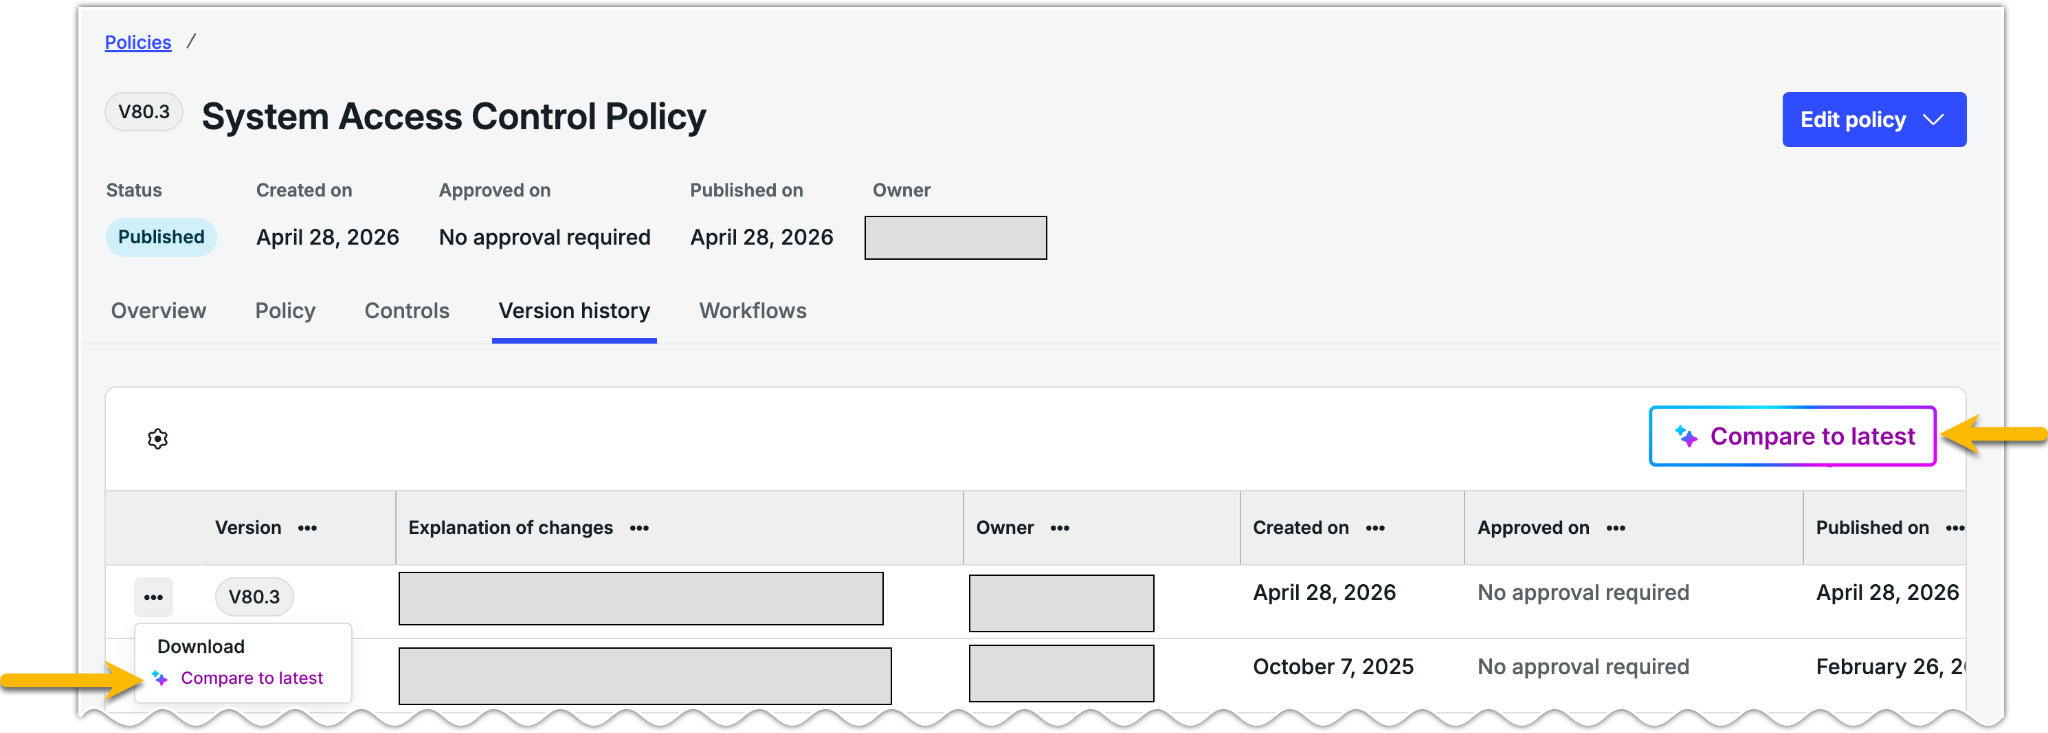 Policies /
V80.3 System Access Control Policy
Edit policy
Status Created on Approved on Published on Owner
Published April 28, 2026 No approval required April 28, 2026
Overview Policy Controls Version history Workflows
Compare to latest
Version ••• Explanation of changes ••• Owner ••• Created on ••• Approved on ••• Published on •••
••• V80.3 April 28, 2026 No approval required April 28, 2026
Download
Compare to latest
October 7, 2025 No approval required February 26, 2